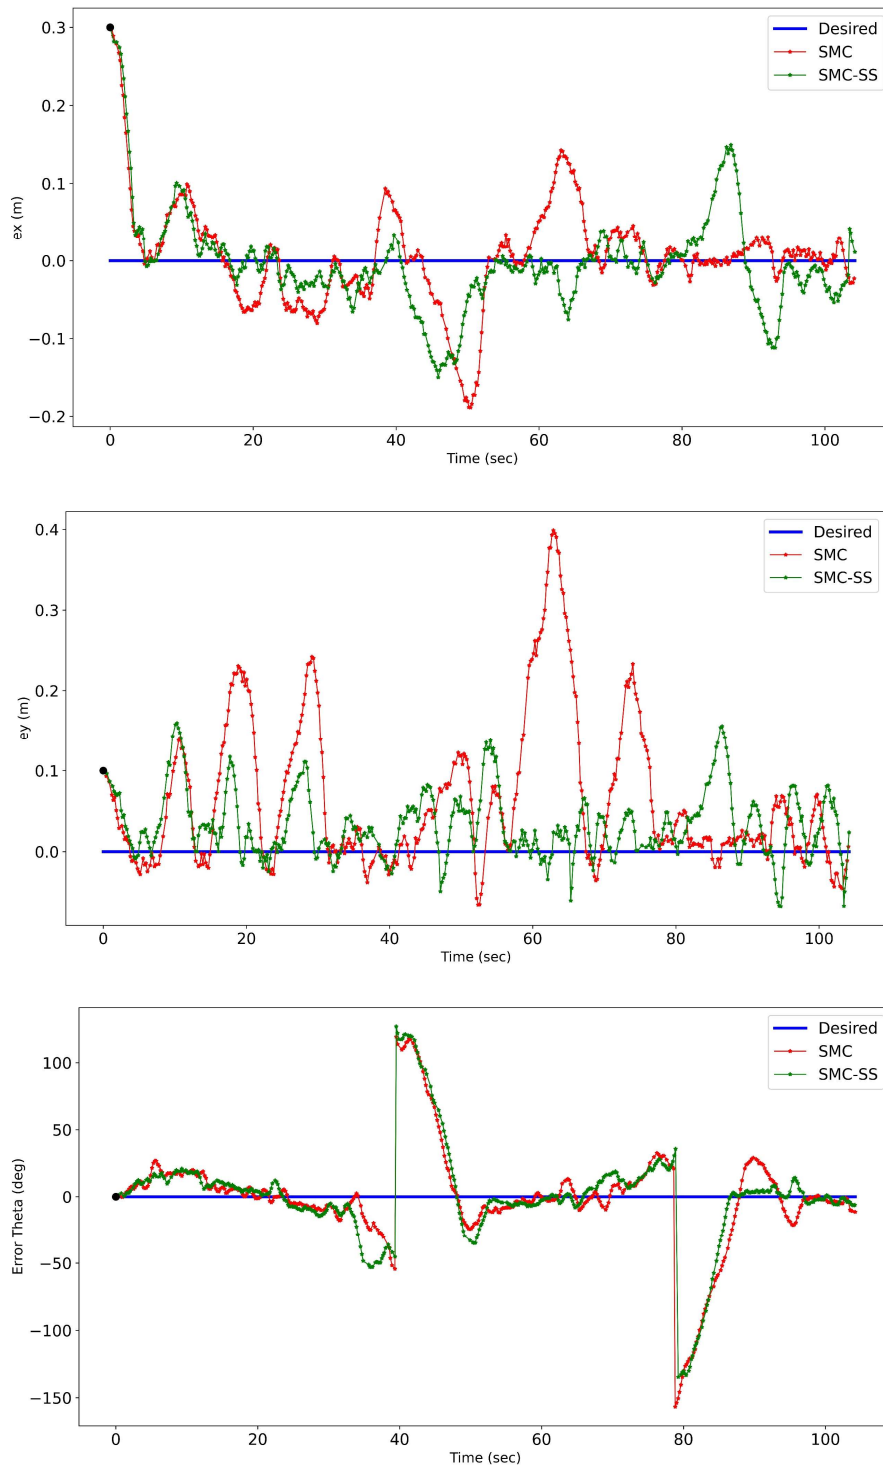 0.3
0.2
0.1
0.0
−0.1
−0.2
ex (m)
Desired
SMC
SMC-SS
0 20 40 60 80 100
Time (sec)
0.4
0.3
0.2
0.1
0.0
ey (m)
Desired
SMC
SMC-SS
0 20 40 60 80 100
Time (sec)
100
50
0
−50
−100
−150
Error Theta (deg)
Desired
SMC
SMC-SS
0 20 40 60 80 100
Time (sec)